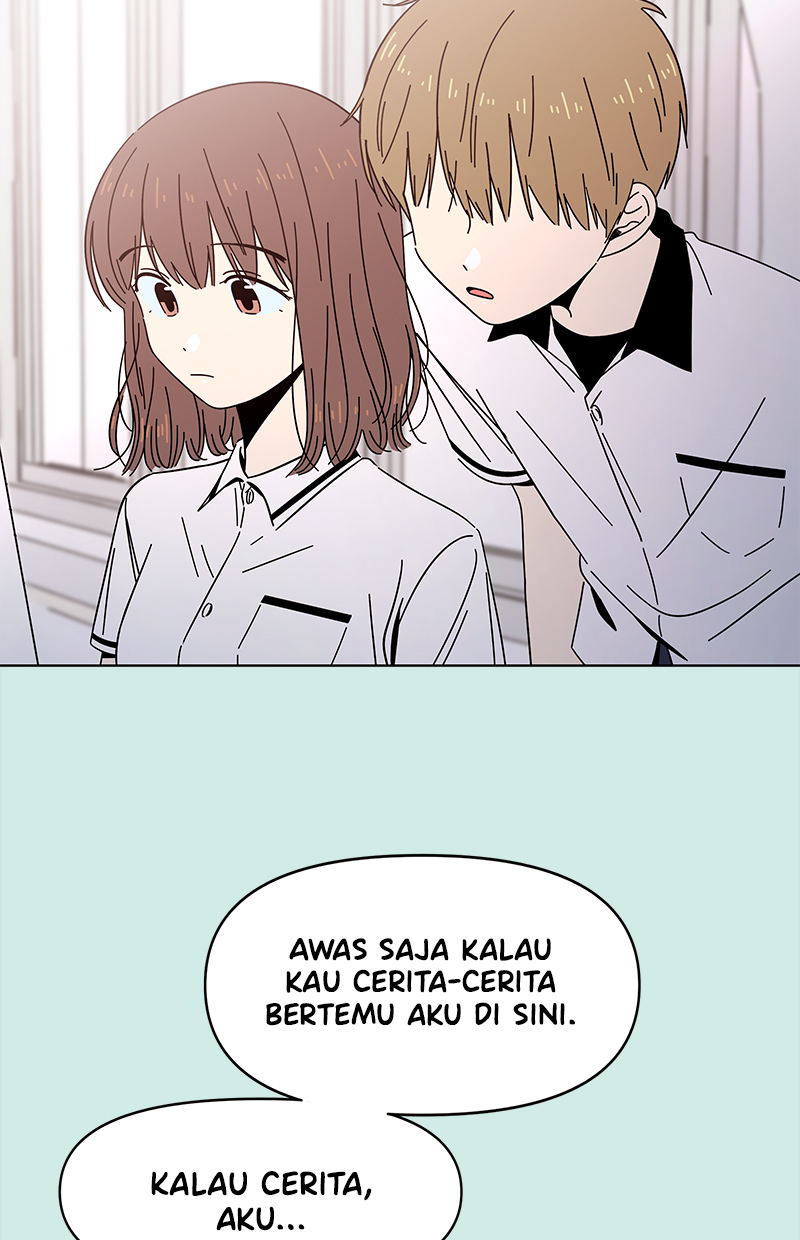 AWAS SAJA KALAU
KAU CERITA-CERITA
BERTEMU AKU DI SINI.
KALAU CERITA,
AKU...